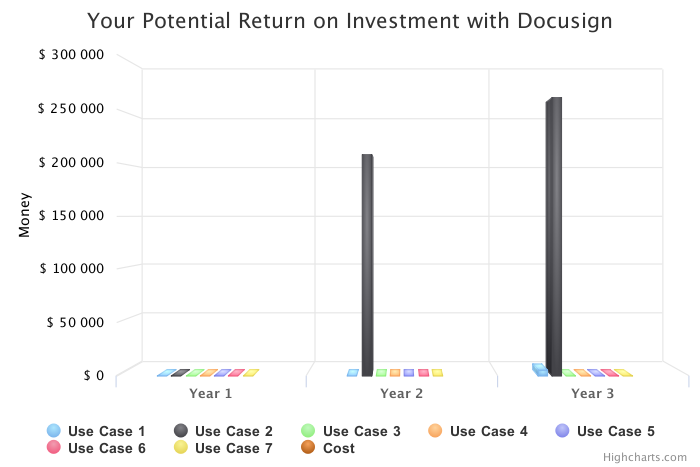 Your Potential Return on Investment with Docusign
Money
$ 300 000
$ 250 000
$ 200 000
$ 150 000
$ 100 000
$ 50 000
$ 0
Year 1 Year 2 Year 3
Use Case 1 Use Case 2 Use Case 3 Use Case 4 Use Case 5
Use Case 6 Use Case 7 Cost
Highcharts.com